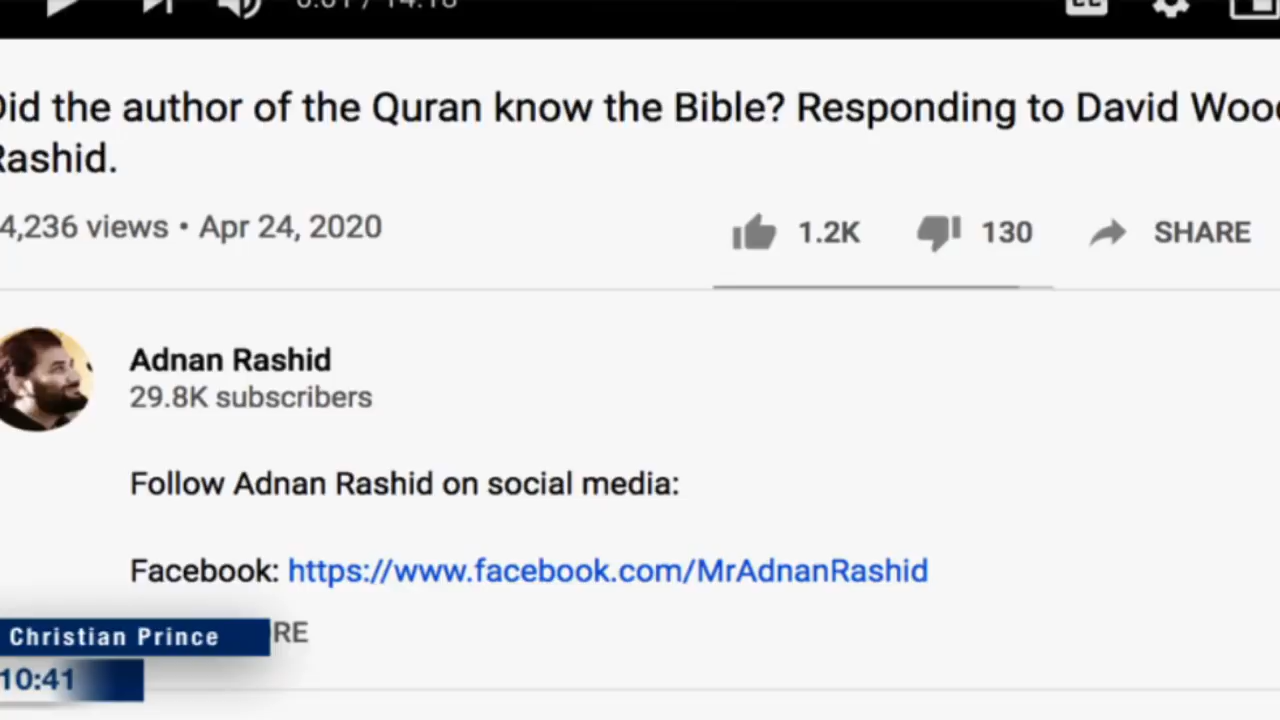 Did the author of the Quran know the Bible? Responding to David Wood
Rashid.
4,236 views • Apr 24, 2020
1.2K 130 SHARE
Adnan Rashid
29.8K subscribers
Follow Adnan Rashid on social media:
Facebook: https://www.facebook.com/MrAdnanRashid
Christian Prince RE
10:41